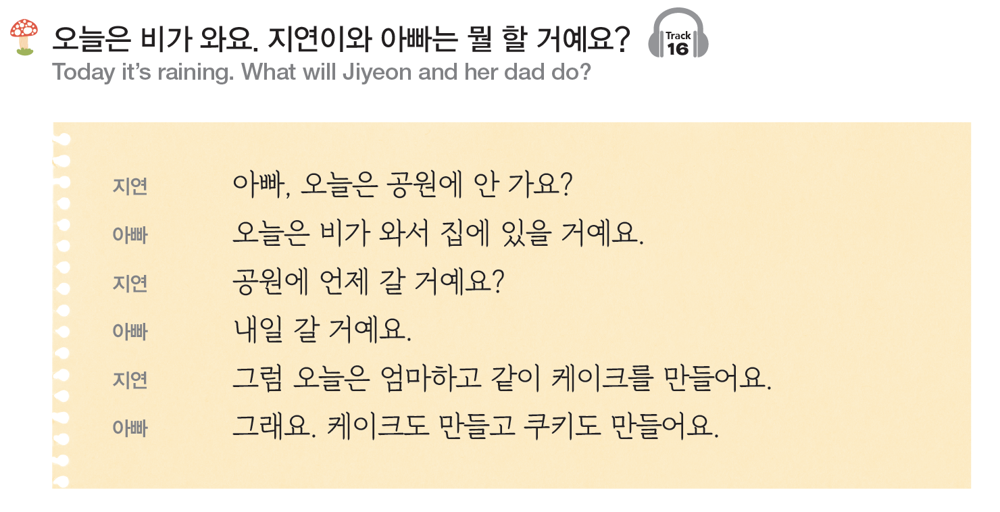 오늘은 비가 와요. 지연이와 아빠는 뭘 할 거예요?
Track
16
Today it's raining. What will Jiyeon and her dad do?
지연 아빠, 오늘은 공원에 안 가요?
아빠 오늘은 비가 와서 집에 있을 거예요.
지연 공원에 언제 갈 거예요?
아빠 내일 갈 거예요.
지연 그럼 오늘은 엄마하고 같이 케이크를 만들어요.
아빠 그래요. 케이크도 만들고 쿠키도 만들어요.